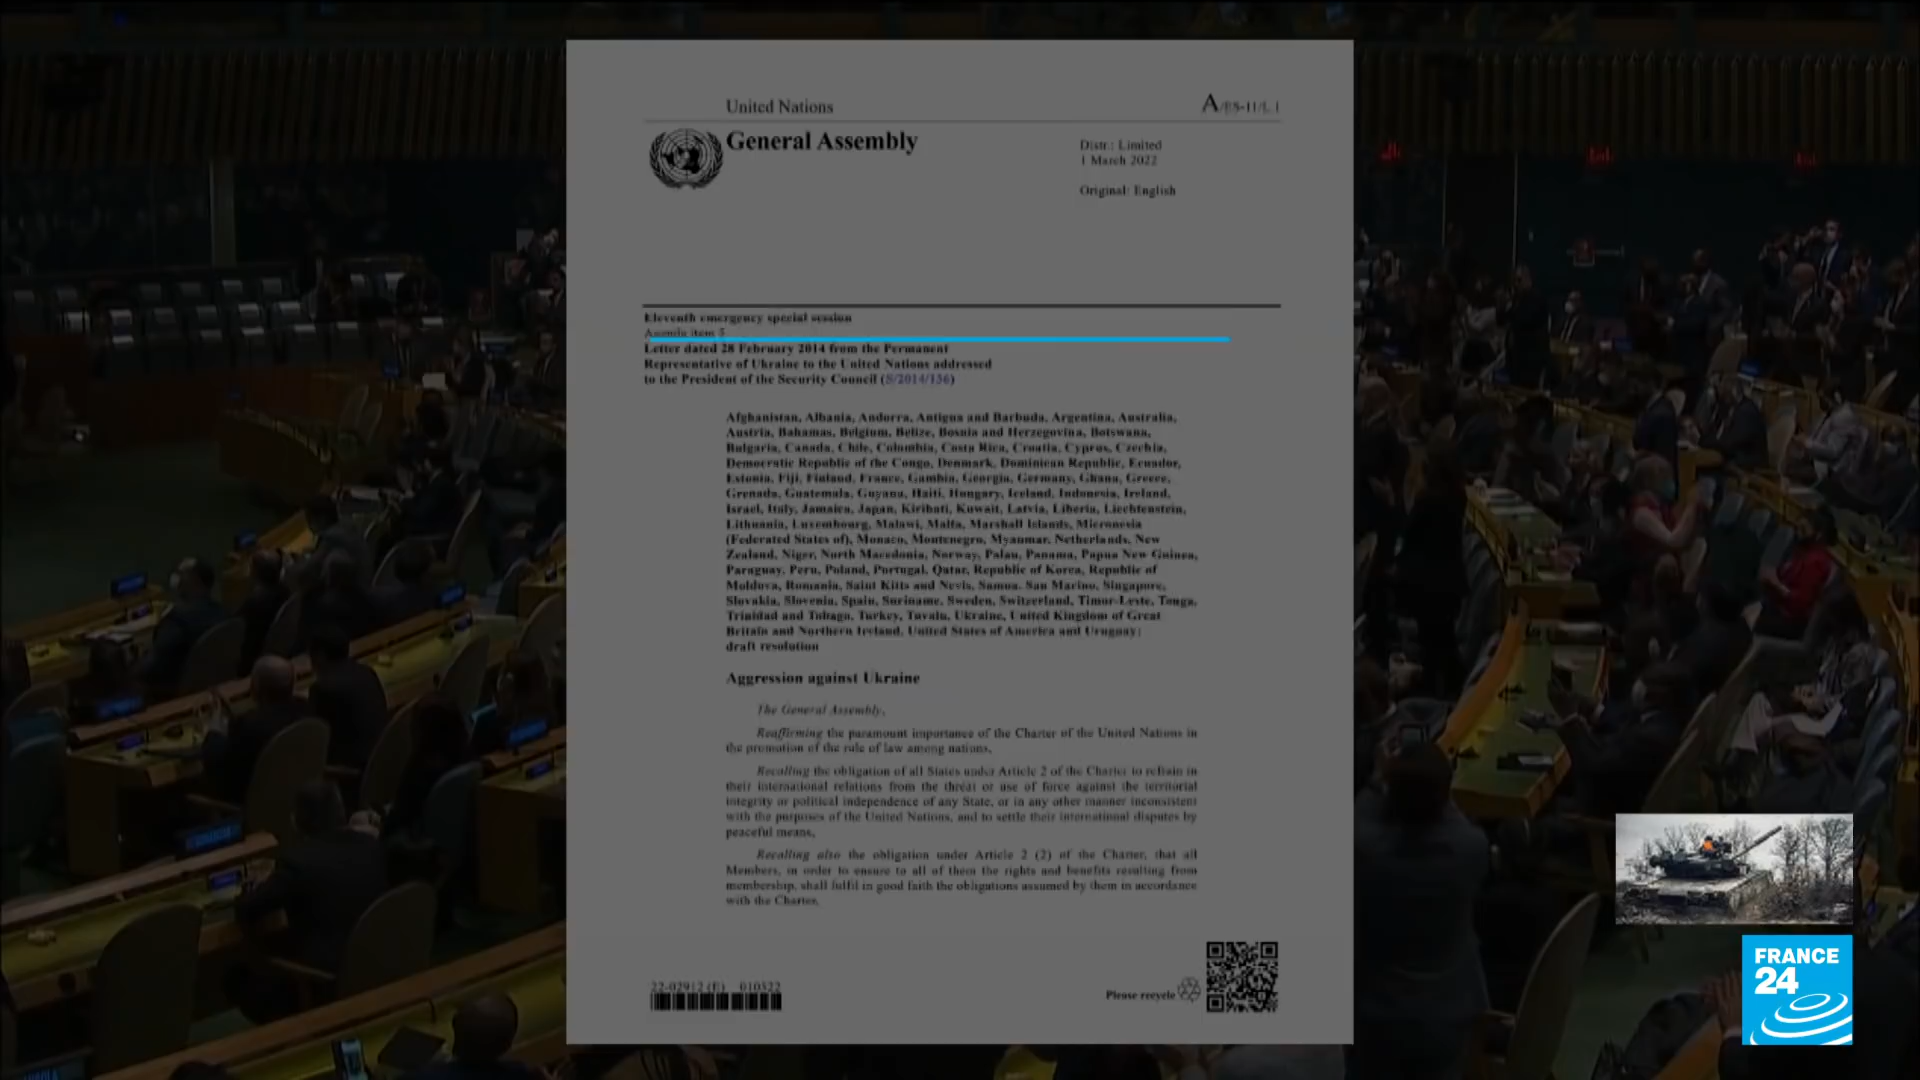 United Nations
A/ES-11/L.1
General Assembly
Distr.: Limited
1 March 2022
Original: English
Eleventh emergency special session
Agenda item 5
Letter dated 28 February 2014 from the Permanent
Representative of Ukraine to the United Nations addressed
to the President of the Security Council (S/2014/136)
Afghanistan, Albania, Andorra, Antigua and Barbuda, Argentina, Australia,
Austria, Bahamas, Belgium, Belize, Bosnia and Herzegovina, Botswana,
Bulgaria, Canada, Chile, Colombia, Costa Rica, Croatia, Cyprus, Czechia,
Democratic Republic of the Congo, Denmark, Dominican Republic, Ecuador,
Estonia, Fiji, Finland, France, Gambia, Georgia, Germany, Ghana, Greece,
Grenada, Guatemala, Guyana, Haiti, Hungary, Iceland, Indonesia, Ireland,
Israel, Italy, Jamaica, Japan, Kiribati, Kuwait, Latvia, Liberia, Liechtenstein,
Lithuania, Luxembourg, Malawi, Malta, Marshall Islands, Micronesia
(Federated States of), Monaco, Montenegro, Myanmar, Netherlands, New
Zealand, Niger, North Macedonia, Norway, Palau, Panama, Papua New Guinea,
Paraguay, Peru, Poland, Portugal, Qatar, Republic of Korea, Republic of
Moldova, Romania, Saint Kitts and Nevis, Samoa, San Marino, Singapore,
Slovakia, Slovenia, Spain, Suriname, Sweden, Switzerland, Timor-Leste, Tonga,
Trinidad and Tobago, Turkey, Tuvalu, Ukraine, United Kingdom of Great
Britain and Northern Ireland, United States of America and Uruguay:
draft resolution
Aggression against Ukraine
The General Assembly,
Reaffirming the paramount importance of the Charter of the United Nations in
the promotion of the rule of law among nations,
Recalling the obligation of all States under Article 2 of the Charter to refrain in
their international relations from the threat or use of force against the territorial
integrity or political independence of any State, or in any other manner inconsistent
with the purposes of the United Nations, and to settle their international disputes by
peaceful means,
Recalling also the obligation under Article 2 (2) of the Charter, that all
Members, in order to ensure to all of them the rights and benefits resulting from
membership, shall fulfil in good faith the obligations assumed by them in accordance
with the Charter,
22-02912 (E) 010322
Please recycle
FRANCE
24